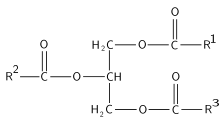 O
O H₂C—O—C—R¹
R²—C—O—CH O
H₂C—O—C—R³